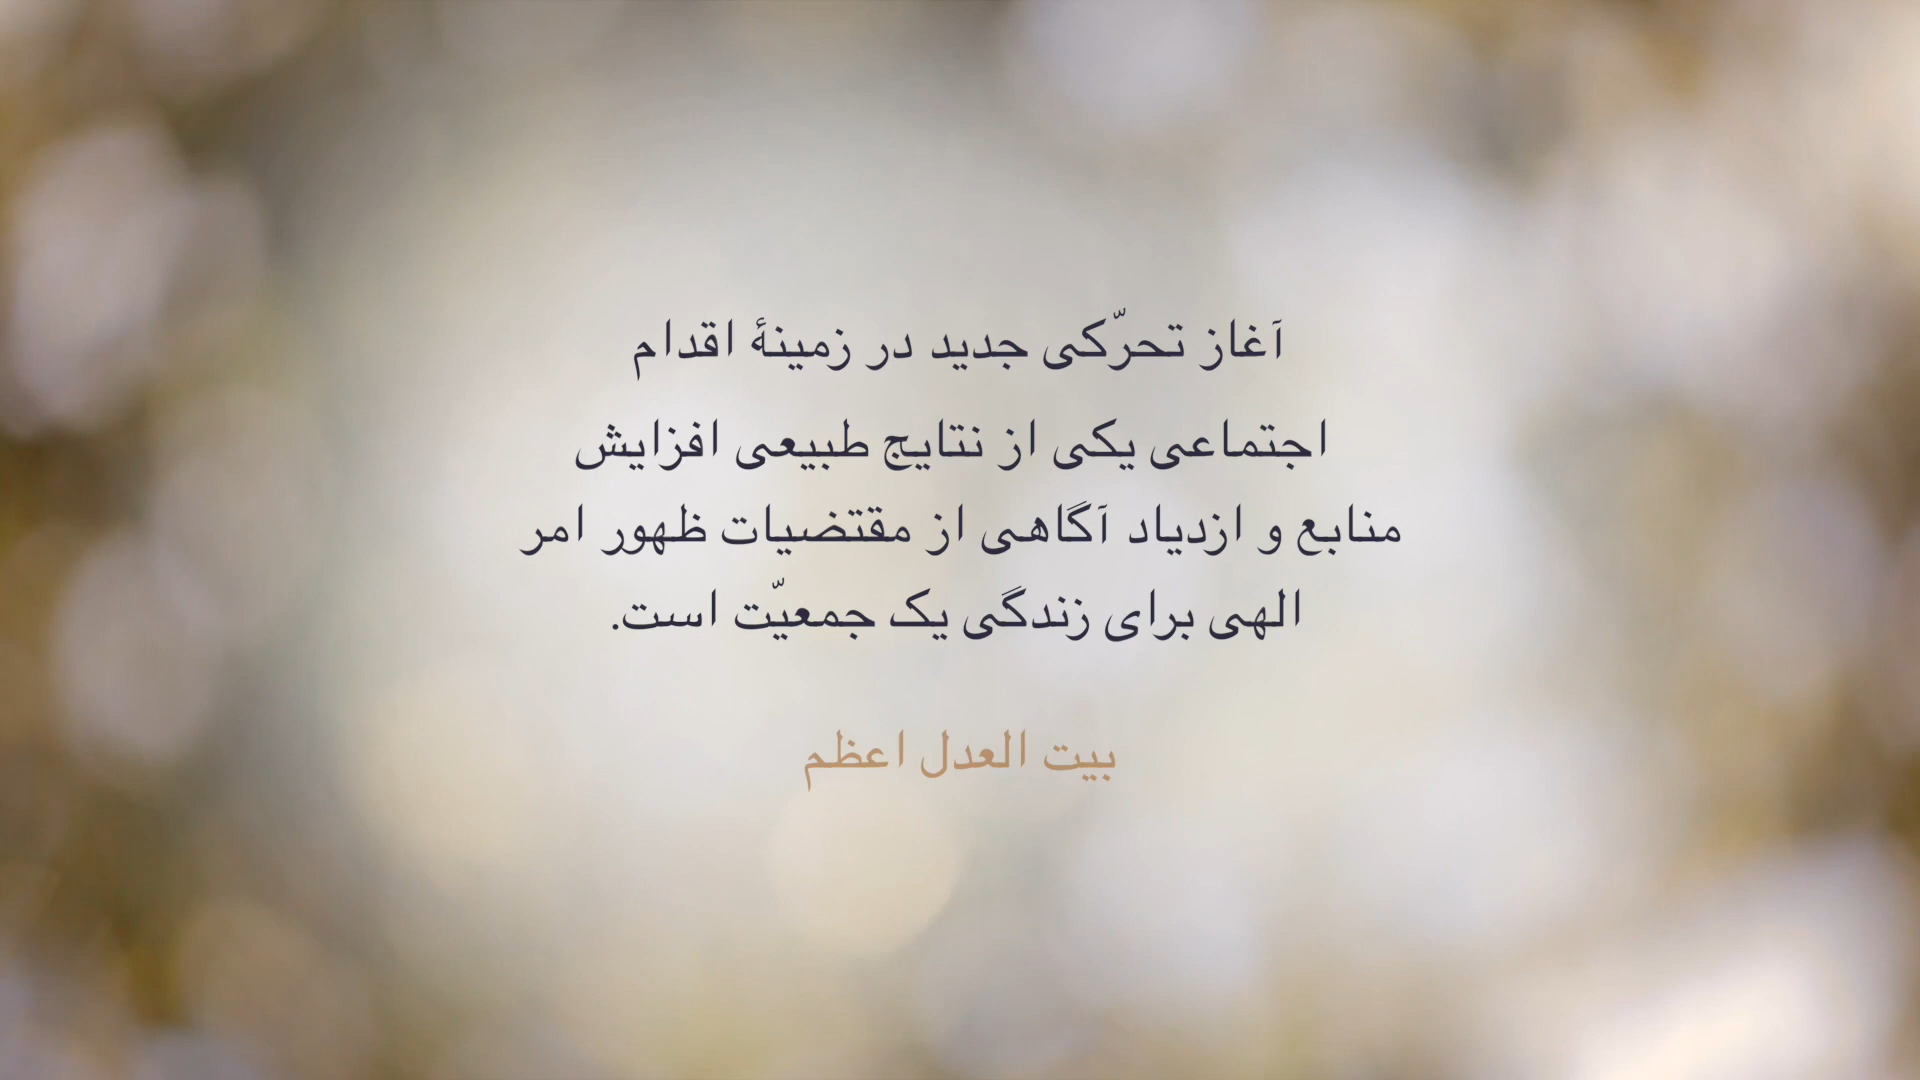 آغاز تحرّکی جدید در زمینهٔ اقدام
اجتماعی یکی از نتایج طبیعی افزایش
منابع و ازدیاد آگاهی از مقتضیات ظهور امر
الهی برای زندگی یک جمعیّت است.
بیت العدل اعظم